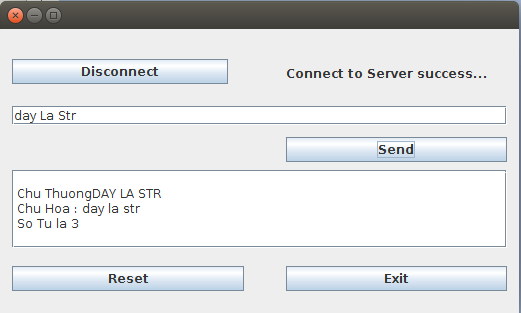 Disconnect
Connect to Server success...
day La Str
Send
Chu ThuongDAY LA STR
Chu Hoa : day la str
So Tu la 3
Reset
Exit